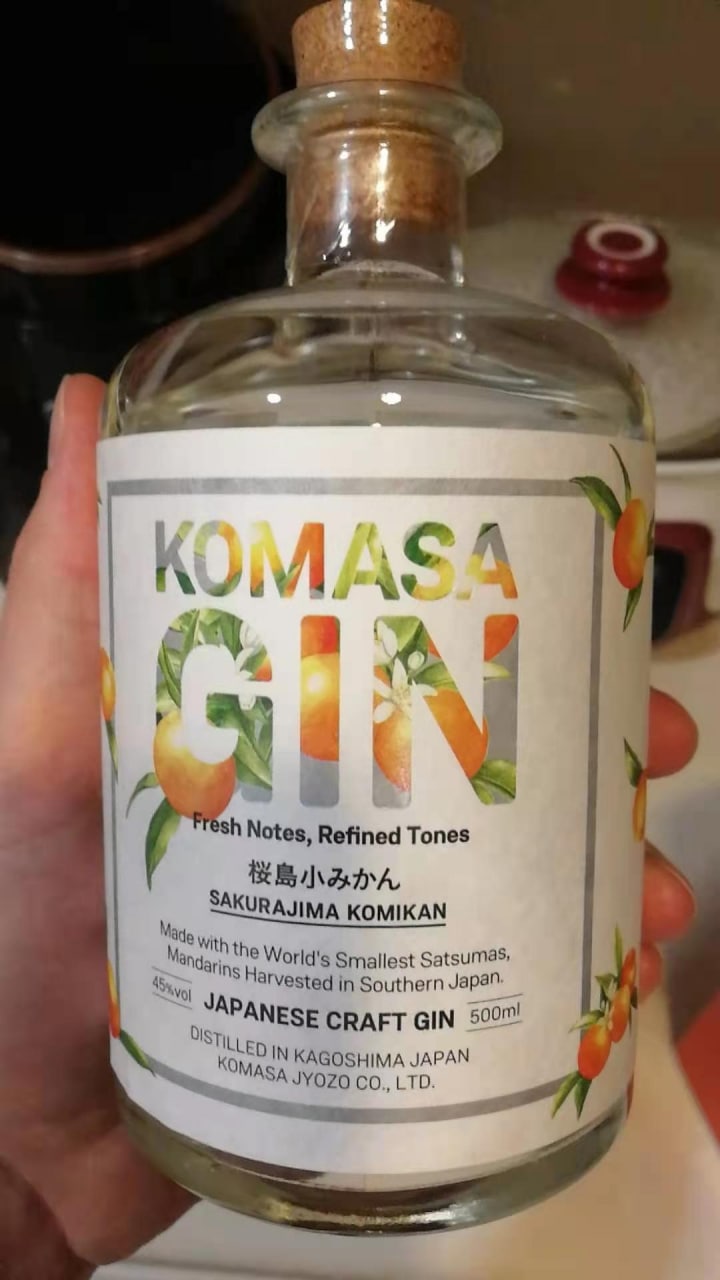 KOMASA
GIN
Fresh Notes, Refined Tones
桜島小みかん
SAKURAJIMA KOMIKAN
Made with the World's Smallest Satsumas,
Mandarins Harvested in Southern Japan.
45%vol JAPANESE CRAFT GIN 500ml
DISTILLED IN KAGOSHIMA JAPAN
KOMASA JYOZO CO., LTD.